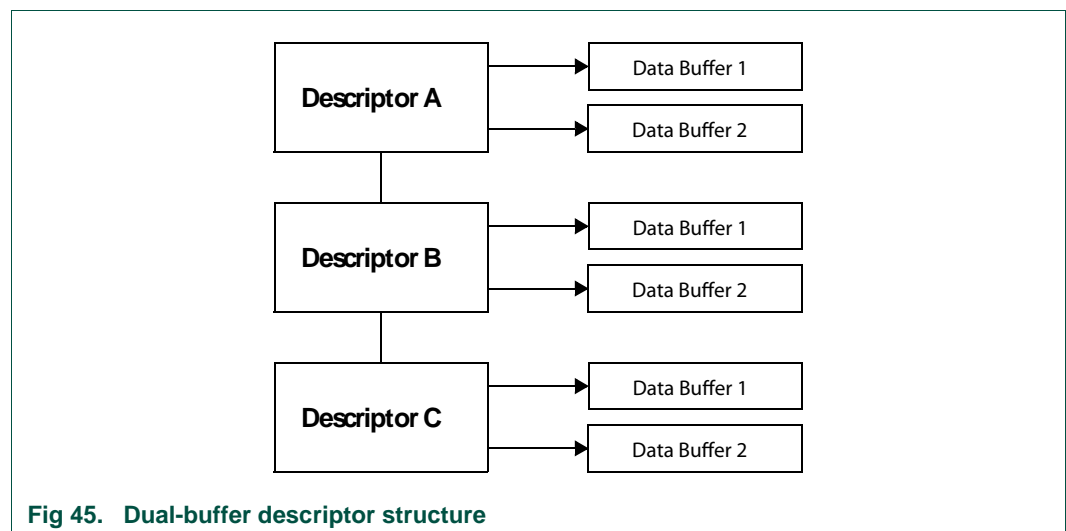 Descriptor A
Data Buffer 1
Data Buffer 2
Descriptor B
Data Buffer 1
Data Buffer 2
Descriptor C
Data Buffer 1
Data Buffer 2
Fig 45. Dual-buffer descriptor structure